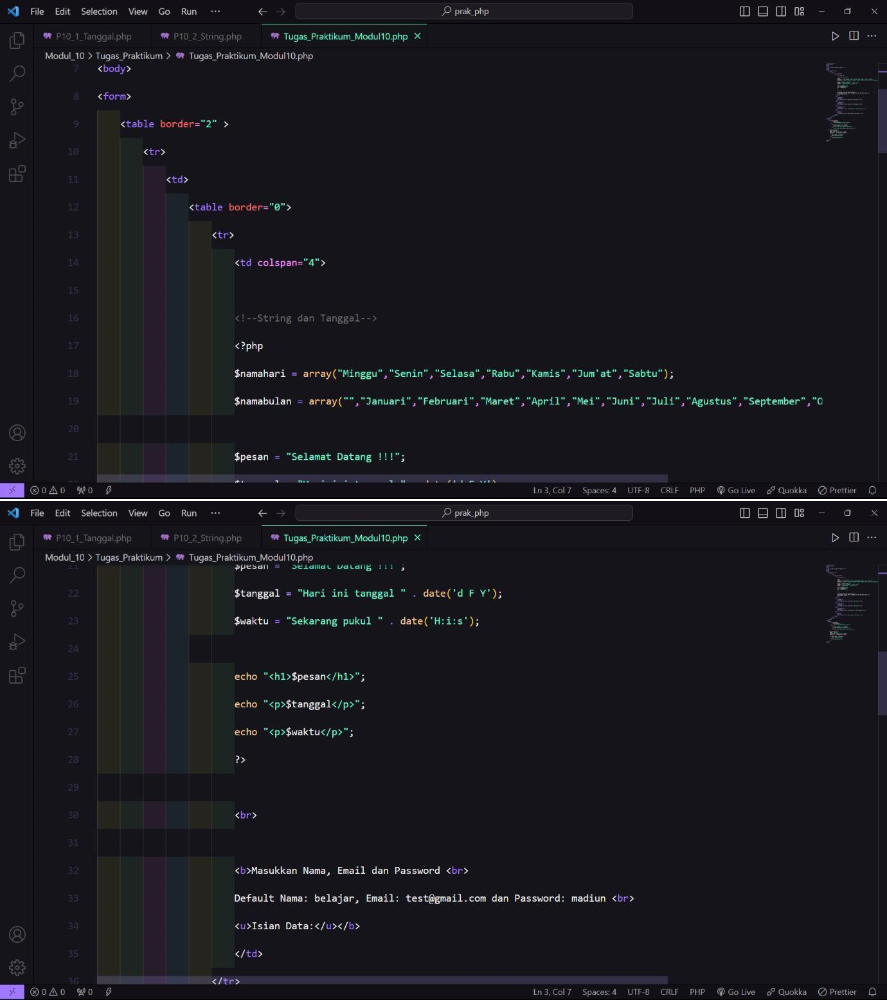 File Edit Selection View Go Run ··· prak_php
P10_1_Tanggal.php P10_2_String.php Tugas_Praktikum_Modul10.php
Modul_10 > Tugas_Praktikum > Tugas_Praktikum_Modul10.php
7 <body>
8 <form>
9 <table border="2" >
10 <tr>
11 <td>
12 <table border="0">
13 <tr>
14 <td colspan="4">
15
16 <!--String dan Tanggal-->
17 <?php
18 $namahari = array("Minggu","Senin","Selasa","Rabu","Kamis","Jum'at","Sabtu");
19 $namabulan = array("","Januari","Februari","Maret","April","Mei","Juni","Juli","Agustus","September","O
20
21 $pesan = "Selamat Datang !!!";
0 0 0 Ln 3, Col 7 Spaces: 4 UTF-8 CRLF PHP Go Live Quokka Prettier
File Edit Selection View Go Run ··· prak_php
P10_1_Tanggal.php P10_2_String.php Tugas_Praktikum_Modul10.php
Modul_10 > Tugas_Praktikum > Tugas_Praktikum_Modul10.php
21 $pesan = "Selamat Datang !!!";
22 $tanggal = "Hari ini tanggal " . date('d F Y');
23 $waktu = "Sekarang pukul " . date('H:i:s');
24
25 echo "<h1>$pesan</h1>";
26 echo "<p>$tanggal</p>";
27 echo "<p>$waktu</p>";
28 ?>
29
30 <br>
31
32 <b>Masukkan Nama, Email dan Password <br>
33 Default Nama: belajar, Email: test@gmail.com dan Password: madiun <br>
34 <u>Isian Data:</u></b>
35 </td>
36 </tr>
0 0 0 Ln 3, Col 7 Spaces: 4 UTF-8 CRLF PHP Go Live Quokka Prettier